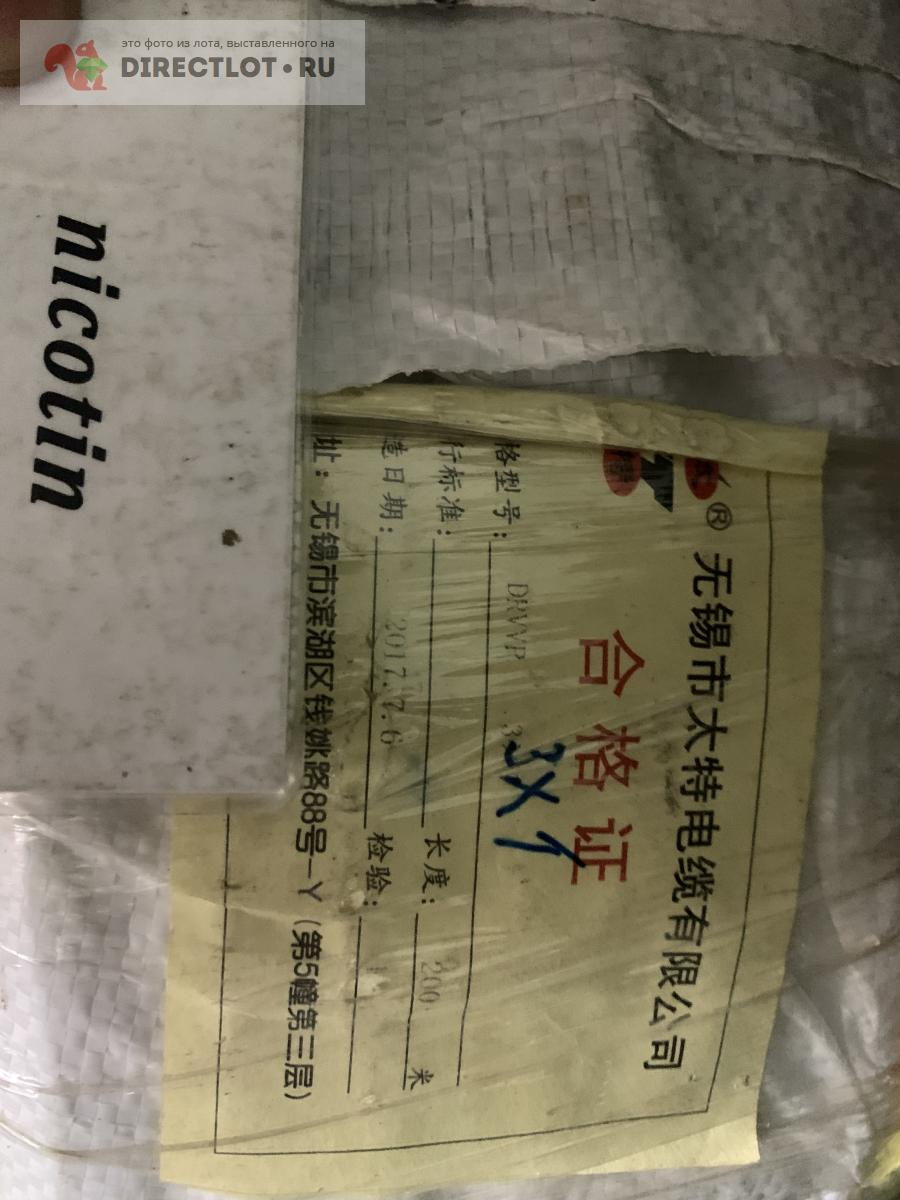 это фото из лота, выставленного на
DIRECTLOT•RU
nicotin
® 无锡市太特电缆有限公司
特
合格证
格型号: DRVVP 3
3X1
行标准: 长度: 200 米
造日期: 2017.7.6 检验:
址: 无锡市滨湖区钱姚路88号-Y (第5幢第三层)